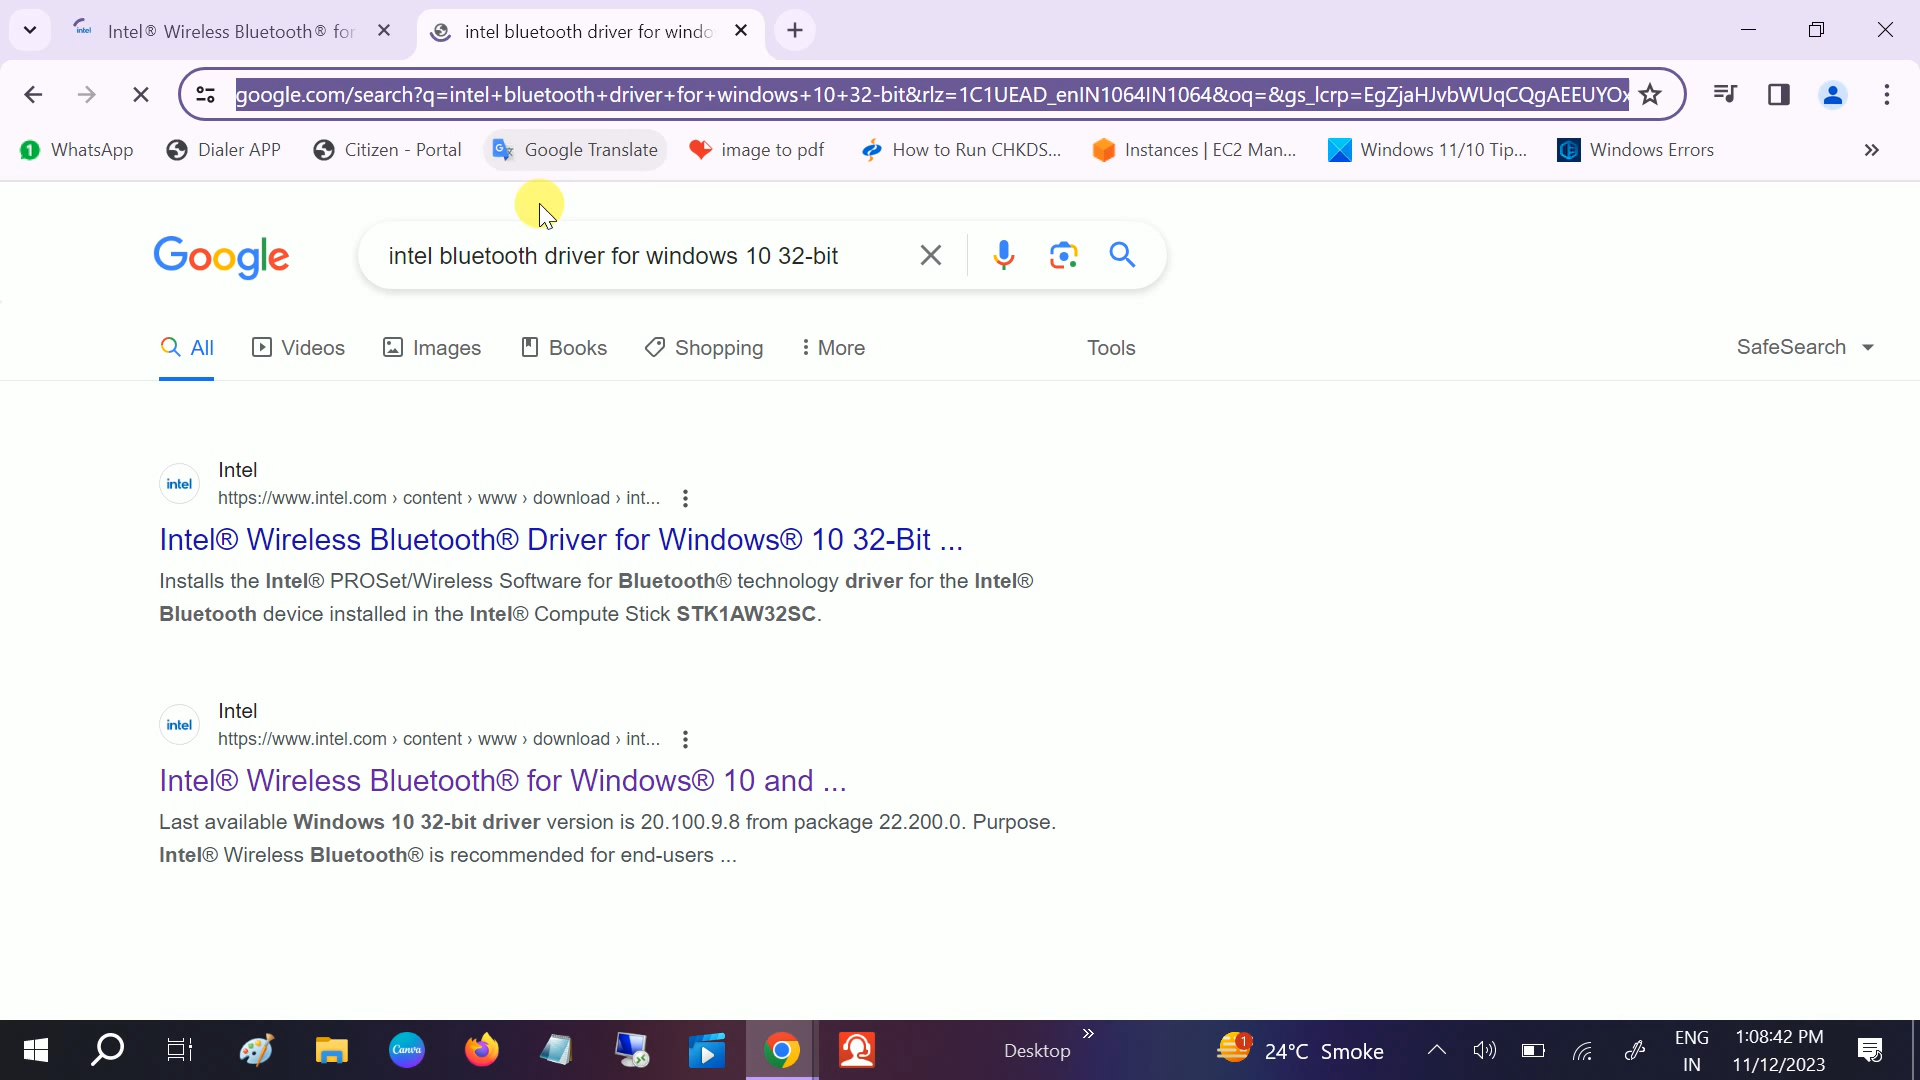 intel Intel® Wireless Bluetooth® for
intel bluetooth driver for windo
google.com/search?q=intel+bluetooth+driver+for+windows+10+32-bit&rlz=1C1UEAD_enIN1064IN1064&oq=&gs_lcrp=EgZjaHJvbWUqCQgAEEUYOx
1 WhatsApp Dialer APP Citizen - Portal Google Translate image to pdf How to Run CHKDS... Instances | EC2 Man... Windows 11/10 Tip... Windows Errors
Google intel bluetooth driver for windows 10 32-bit
All Videos Images Books Shopping More Tools SafeSearch
intel Intel
https://www.intel.com › content › www › download › int...
Intel® Wireless Bluetooth® Driver for Windows® 10 32-Bit ...
Installs the Intel® PROSet/Wireless Software for Bluetooth® technology driver for the Intel®
Bluetooth device installed in the Intel® Compute Stick STK1AW32SC.
intel Intel
https://www.intel.com › content › www › download › int...
Intel® Wireless Bluetooth® for Windows® 10 and ...
Last available Windows 10 32-bit driver version is 20.100.9.8 from package 22.200.0. Purpose.
Intel® Wireless Bluetooth® is recommended for end-users ...
Canva Desktop 1 24°C Smoke ENG 1:08:42 PM
IN 11/12/2023